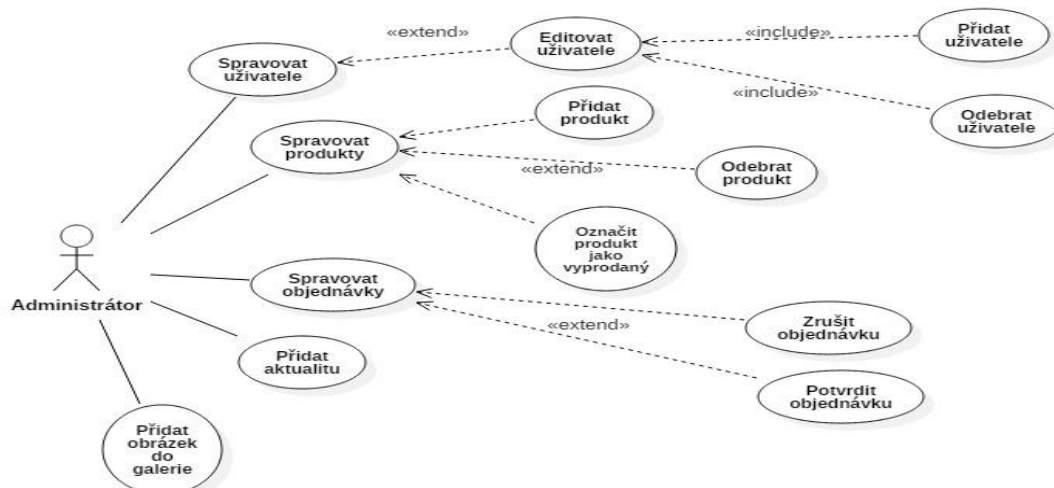 «extend»
Editovat
uživatele
«include»
Přidat
uživatele
Spravovat
uživatele
«include»
Odebrat
uživatele
Přidat
produkt
Spravovat
produkty
«extend»
Odebrat
produkt
Označit
produkt
jako
vyprodaný
Administrátor
Spravovat
objednávky
«extend»
Zrušit
objednávku
Přidat
aktualitu
Potvrdit
objednávku
Přidat
obrázek
do
galerie